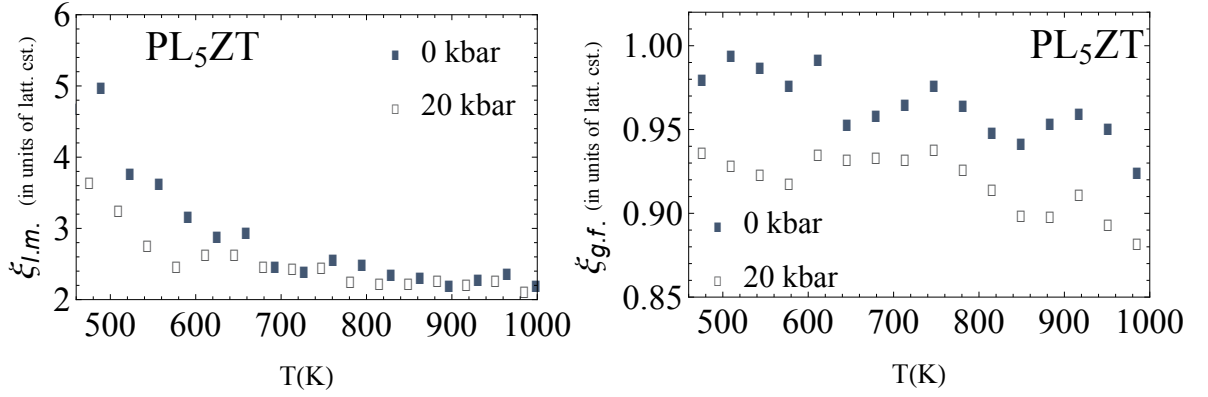 PL₅ZT
0 kbar
20 kbar
6
5
4
3
2
500 600 700 800 900 1000
T(K)
ξl.m. (in units of latt. cst.)
PL₅ZT
0 kbar
20 kbar
1.00
0.95
0.90
0.85
500 600 700 800 900 1000
T(K)
ξg.f. (in units of latt. cst.)